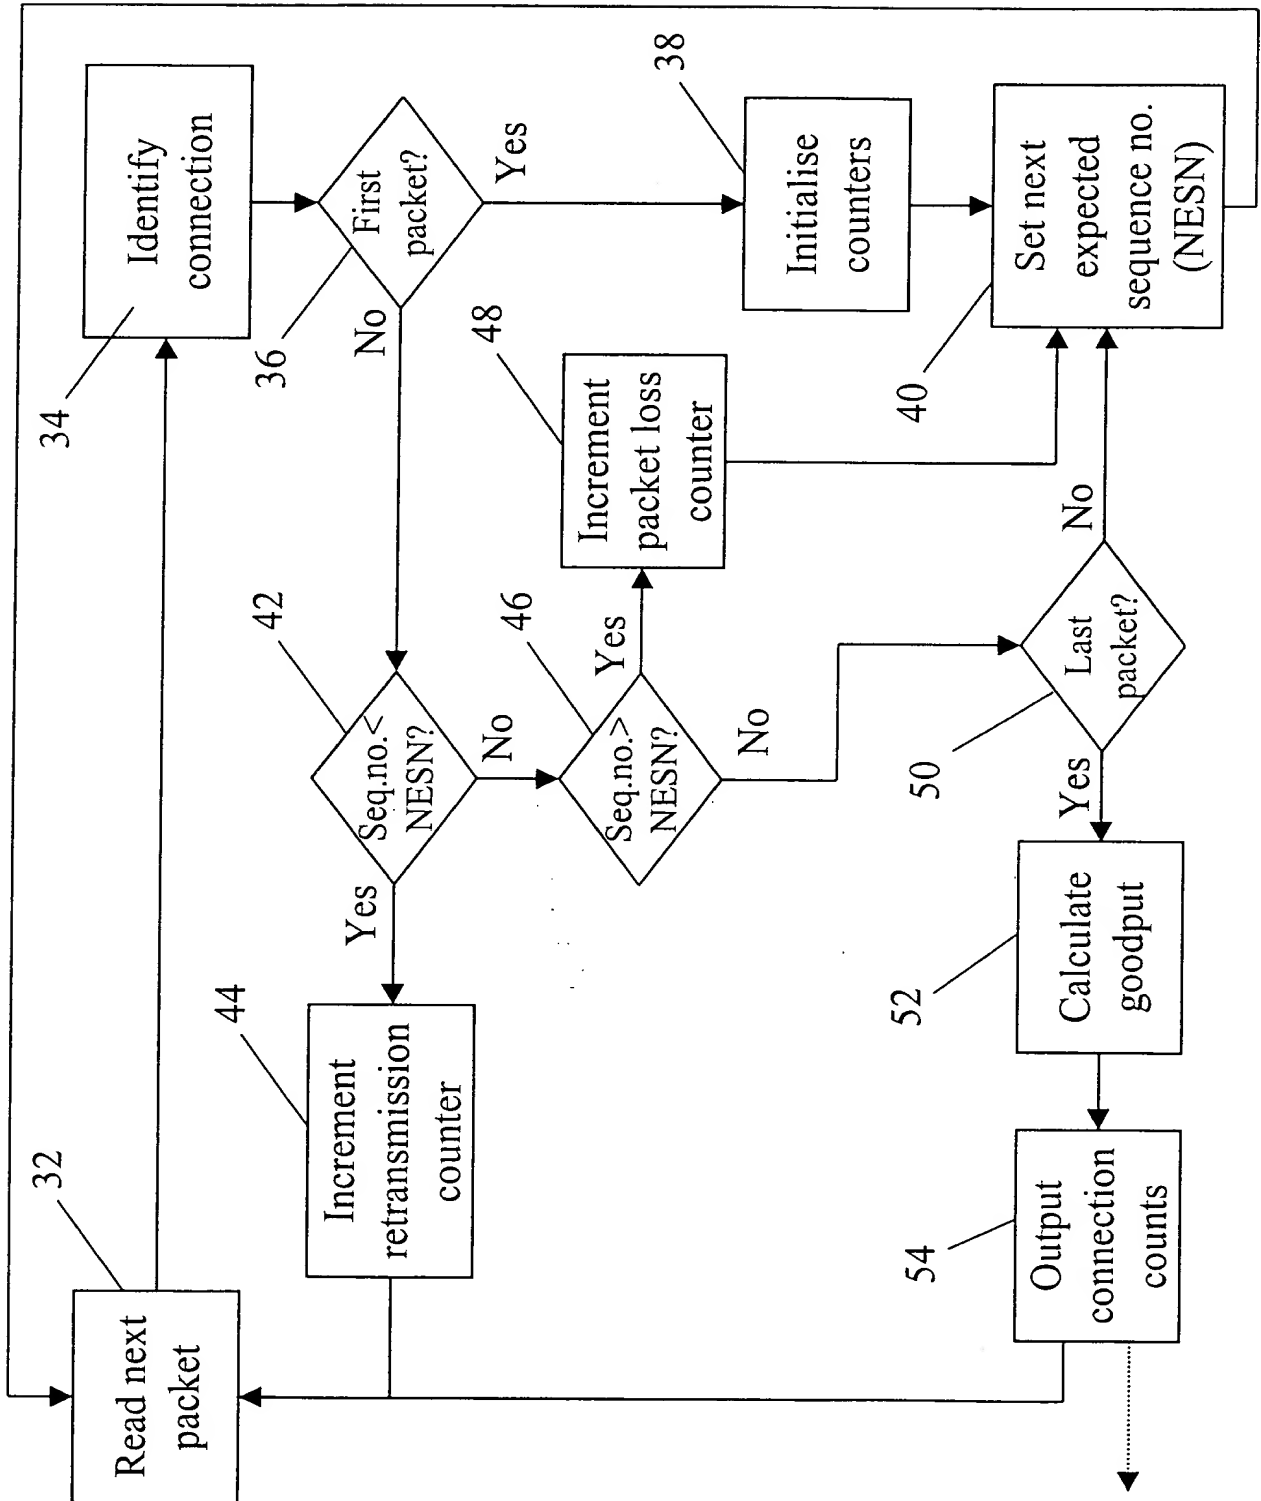 32
Read next
packet
34
Identify
connection
36
First
packet?
Yes
No
38
Initialise
counters
40
Set next
expected
sequence no.
(NESN)
42
Seq.no.<
NESN?
Yes
No
44
Increment
retransmission
counter
46
Seq.no.>
NESN?
Yes
No
48
Increment
packet loss
counter
50
Last
packet?
No
Yes
52
Calculate
goodput
54
Output
connection
counts